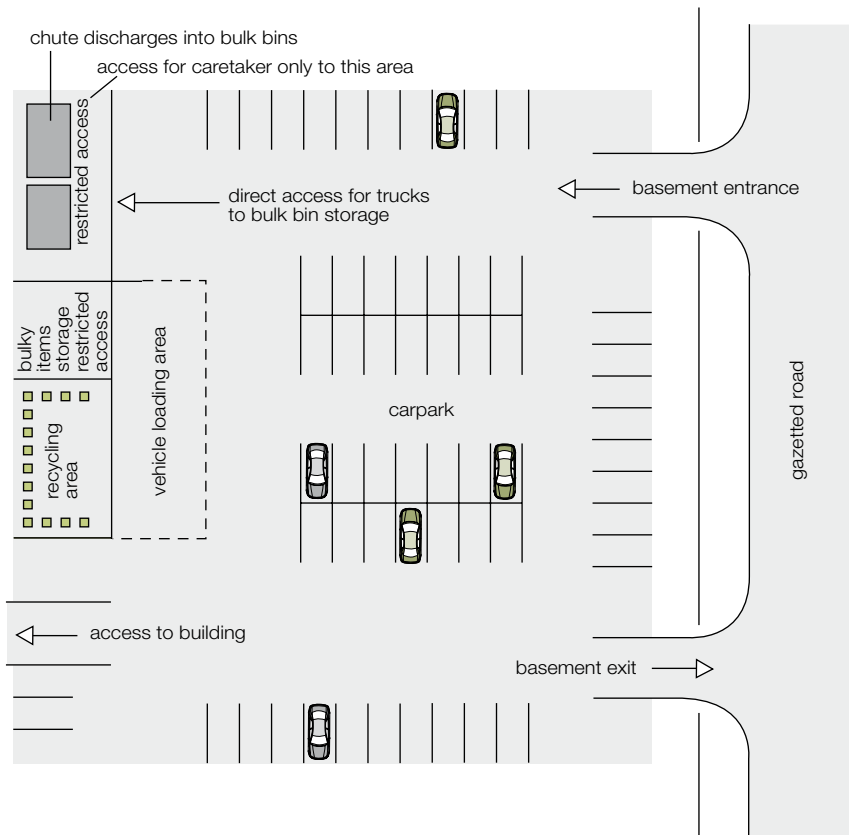 chute discharges into bulk bins
access for caretaker only to this area
restricted access
direct access for trucks
to bulk bin storage
basement entrance
bulky
items
storage
restricted
access
vehicle loading area
carpark
gazetted road
recycling
area
access to building
basement exit